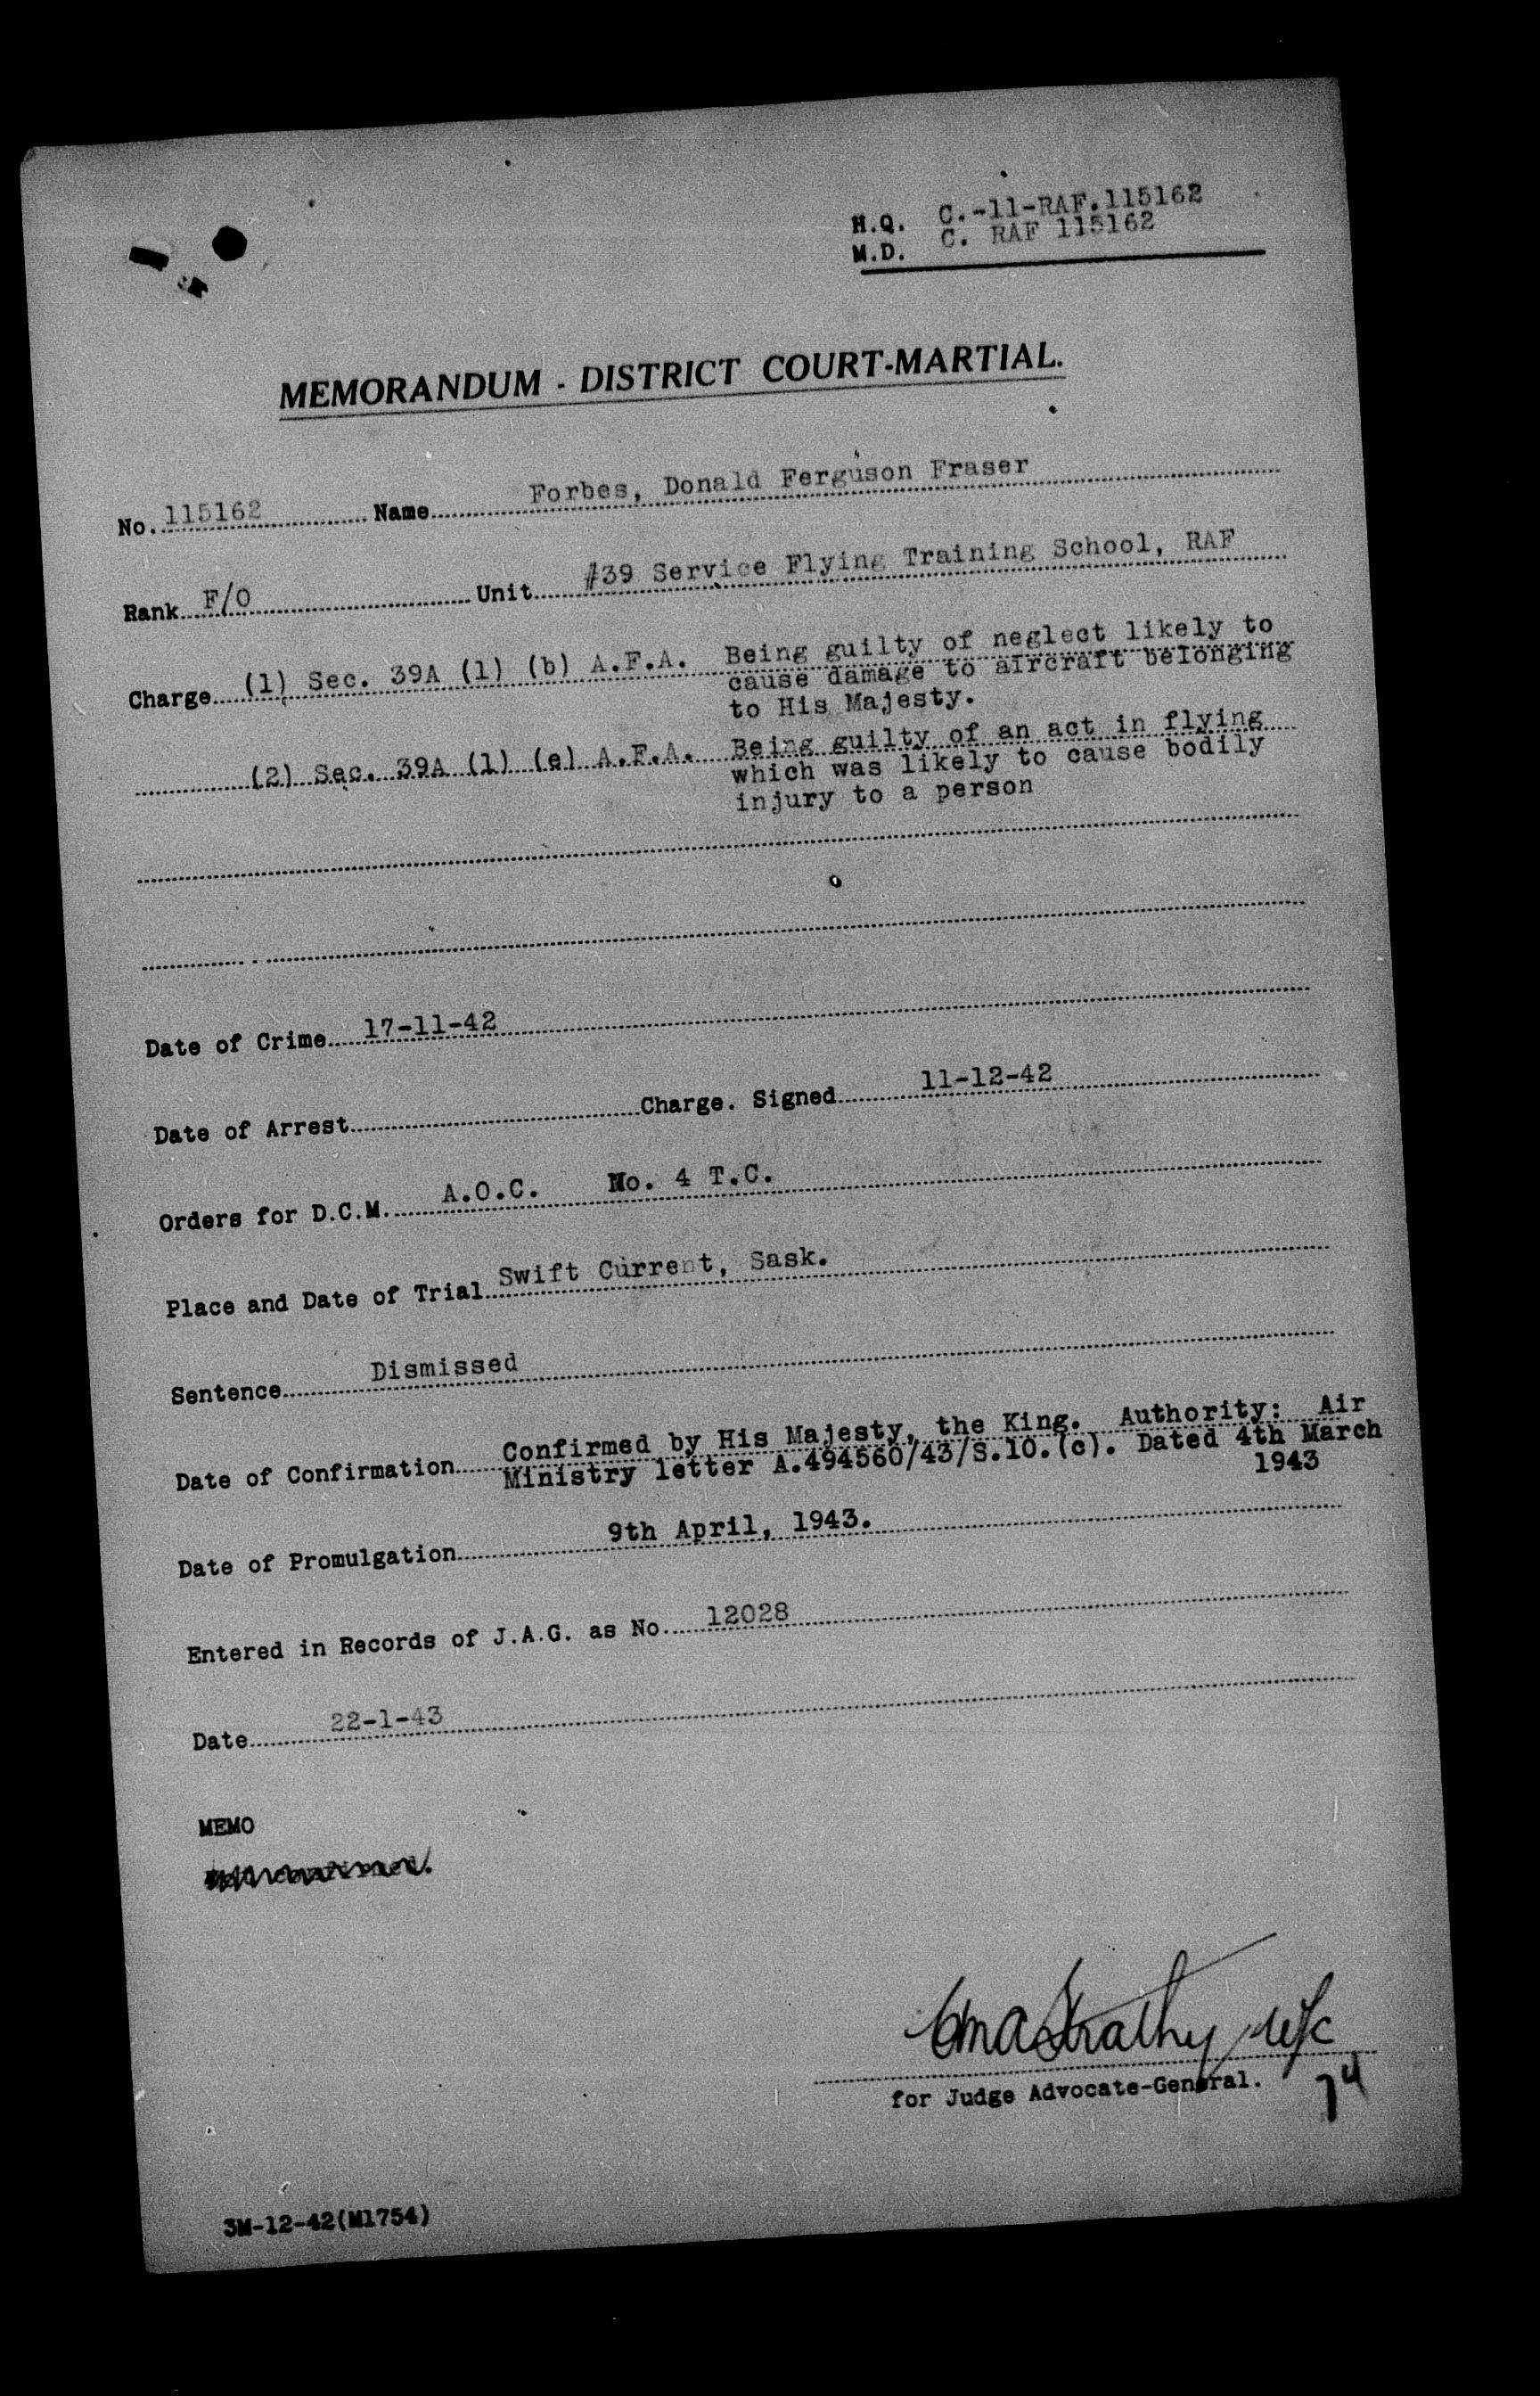 H.Q. C.-11-RAF.115162
M.D. C. RAF 115162
MEMORANDUM - DISTRICT COURT-MARTIAL.
No. 115162 Name Forbes, Donald Ferguson Fraser
Rank F/O Unit #39 Service Flying Training School, RAF
Charge (1) Sec. 39A (1) (b) A.F.A. Being guilty of neglect likely to
cause damage to aircraft belonging
to His Majesty.
(2) Sec. 39A (1) (e) A.F.A. Being guilty of an act in flying
which was likely to cause bodily
injury to a person
Date of Crime 17-11-42
Date of Arrest Charge. Signed 11-12-42
Orders for D.C.M. A.O.C. No. 4 T.C.
Place and Date of Trial Swift Current, Sask.
Sentence Dismissed
Date of Confirmation Confirmed by His Majesty, the King. Authority: Air
Ministry letter A.494560/43/S.10.(c). Dated 4th March
1943
Date of Promulgation 9th April, 1943.
Entered in Records of J.A.G. as No. 12028
Date 22-1-43
MEMO
Strathy
for Judge Advocate-General.
3M-12-42(M1754)